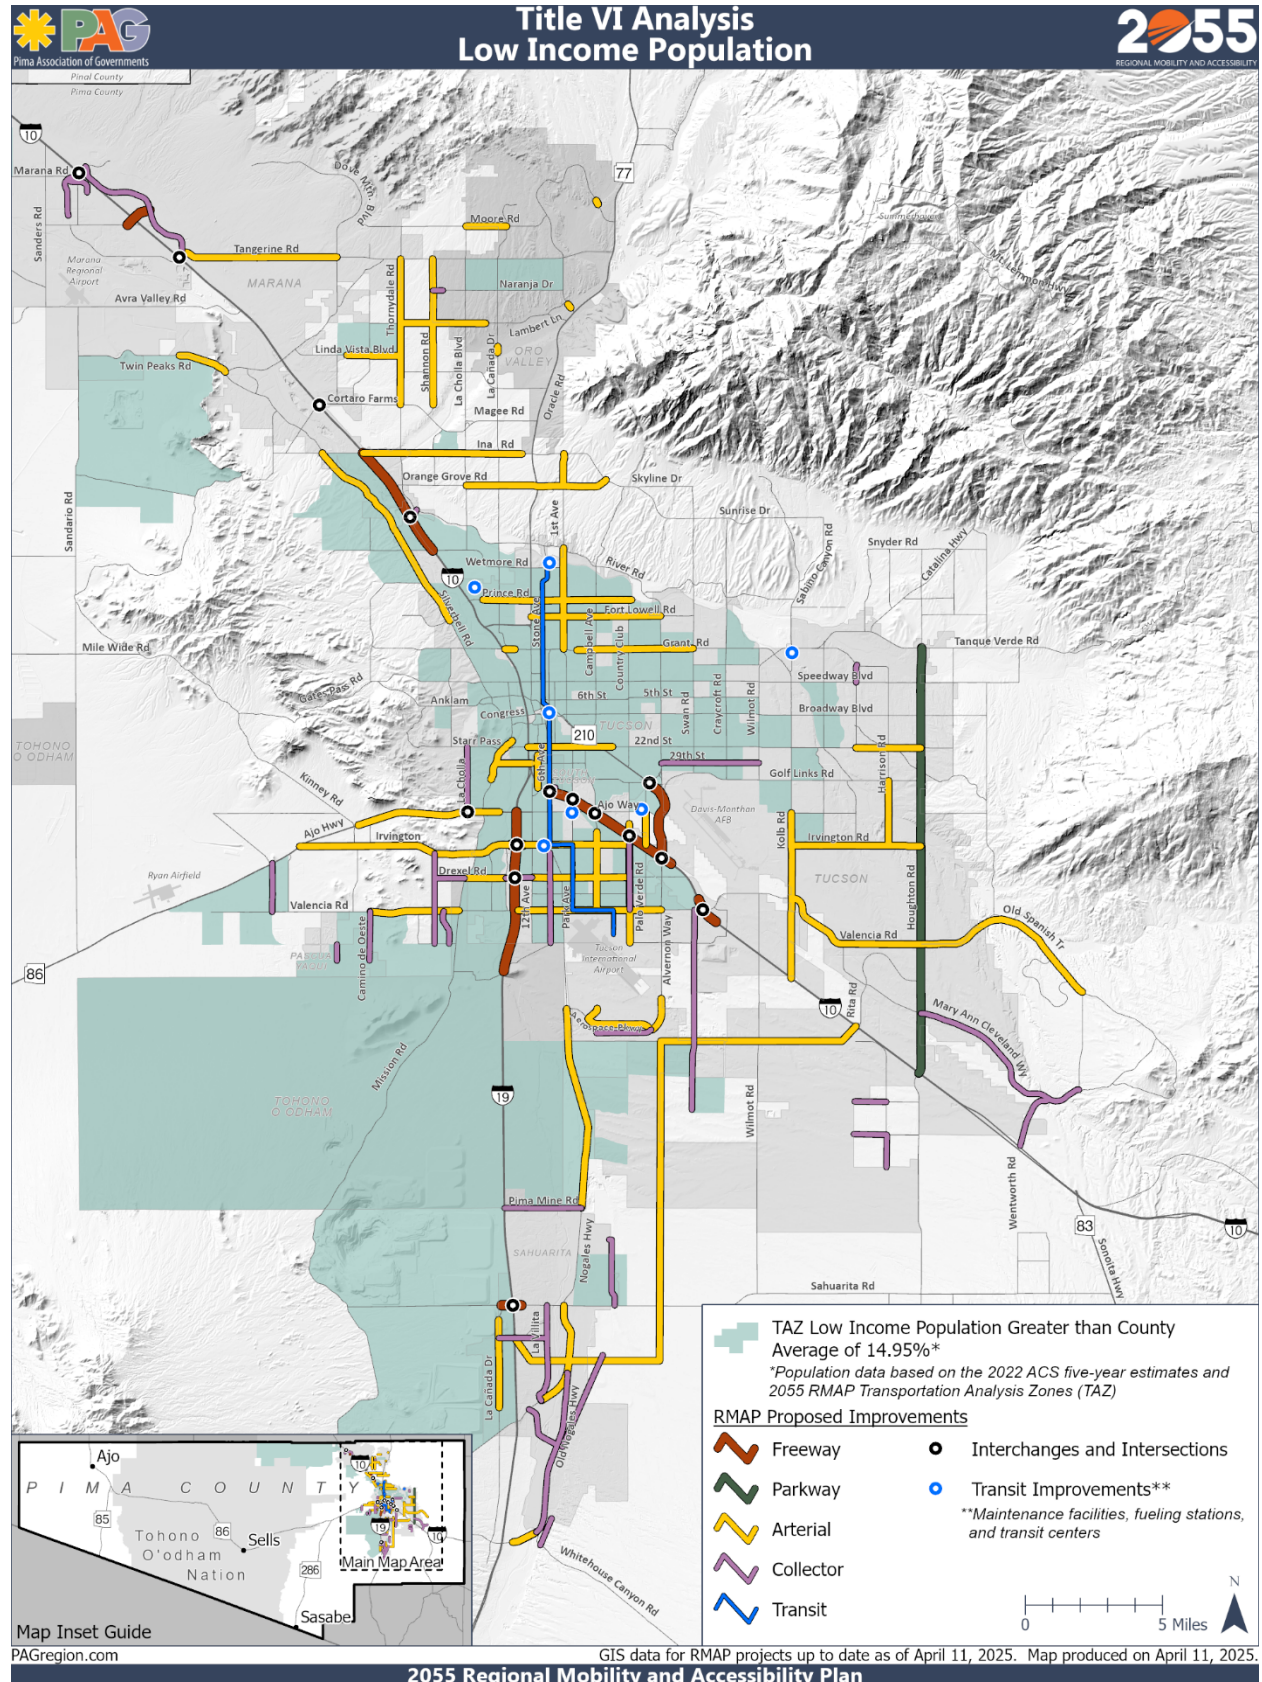 PAG
Pima Association of Governments
Title VI Analysis
Low Income Population
2055
REGIONAL MOBILITY AND ACCESSIBILITY
Pinal County
Pima County
10
Marana Rd
Sanders Rd
Dove Mtn. Blvd
77
Moore Rd
Summerhaven
Mt Lemmon Hwy
Marana
Regional
Airport
Tangerine Rd
MARANA
Avra Valley Rd
Thornydale Rd
Naranja Dr
Lambert Ln
Linda Vista Blvd
Shannon Rd
La Cholla Blvd
La Cañada Dr
ORO
VALLEY
Twin Peaks Rd
Oracle Rd
Cortaro Farms
Magee Rd
Ina Rd
Orange Grove Rd
Skyline Dr
Sandario Rd
1st Ave
Sunrise Dr
Sabino Canyon Rd
Snyder Rd
Catalina Hwy
Wetmore Rd
River Rd
10
Prince Rd
Silverbell Rd
Stone Ave
Fort Lowell Rd
Campbell Ave
Country Club
Mile Wide Rd
Grant Rd
Tanque Verde Rd
Gates Pass Rd
Speedway Blvd
Anklam
6th St
5th St
Swan Rd
Craycroft Rd
Wilmot Rd
Broadway Blvd
Congress
TUCSON
210
TOHONO
O ODHAM
Starr Pass
22nd St
29th St
6th Ave
La Cholla
Golf Links Rd
Harrison Rd
Kinney Rd
Ajo Way
Davis-Monthan
AFB
Ajo Hwy
Irvington
Kolb Rd
Irvington Rd
Ryan Airfield
Drexel Rd
TUCSON
Houghton Rd
Valencia Rd
12th Ave
Park Ave
Palo Verde Rd
Old Spanish Tr
Valencia Rd
Camino de Oeste
PASCUA
YAQUI
Tucson
International
Airport
Alvernon Way
86
10
Rita Rd
Aerospace Pkwy
Mary Ann Cleveland Wy
Mission Rd
19
TOHONO
O ODHAM
Wilmot Rd
Wentworth Rd
Pima Mine Rd
83
10
SAHUARITA
Nogales Hwy
Sonoita Hwy
Sahuarita Rd
La Villita
La Cañada Dr
Old Nogales Hwy
Whitehouse Canyon Rd
TAZ Low Income Population Greater than County
Average of 14.95%*
*Population data based on the 2022 ACS five-year estimates and
2055 RMAP Transportation Analysis Zones (TAZ)
RMAP Proposed Improvements
Freeway
Parkway
Arterial
Collector
Transit
Interchanges and Intersections
Transit Improvements**
**Maintenance facilities, fueling stations,
and transit centers
N
0 5 Miles
Ajo
PIMA COUNTY
10
85
86
Tohono
O'odham
Nation
Sells
19
10
286
Main Map Area
Sasabe
Map Inset Guide
PAGregion.com
GIS data for RMAP projects up to date as of April 11, 2025. Map produced on April 11, 2025.
2055 Regional Mobility and Accessibility Plan